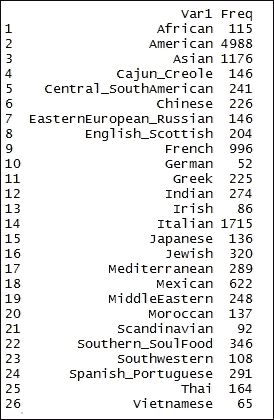 Var1 Freq
1 African 115
2 American 4988
3 Asian 1176
4 Cajun_Creole 146
5 Central_SouthAmerican 241
6 Chinese 226
7 EasternEuropean_Russian 146
8 English_Scottish 204
9 French 996
10 German 52
11 Greek 225
12 Indian 274
13 Irish 86
14 Italian 1715
15 Japanese 136
16 Jewish 320
17 Mediterranean 289
18 Mexican 622
19 MiddleEastern 248
20 Moroccan 137
21 Scandinavian 92
22 Southern_SoulFood 346
23 Southwestern 108
24 Spanish_Portuguese 291
25 Thai 164
26 Vietnamese 65